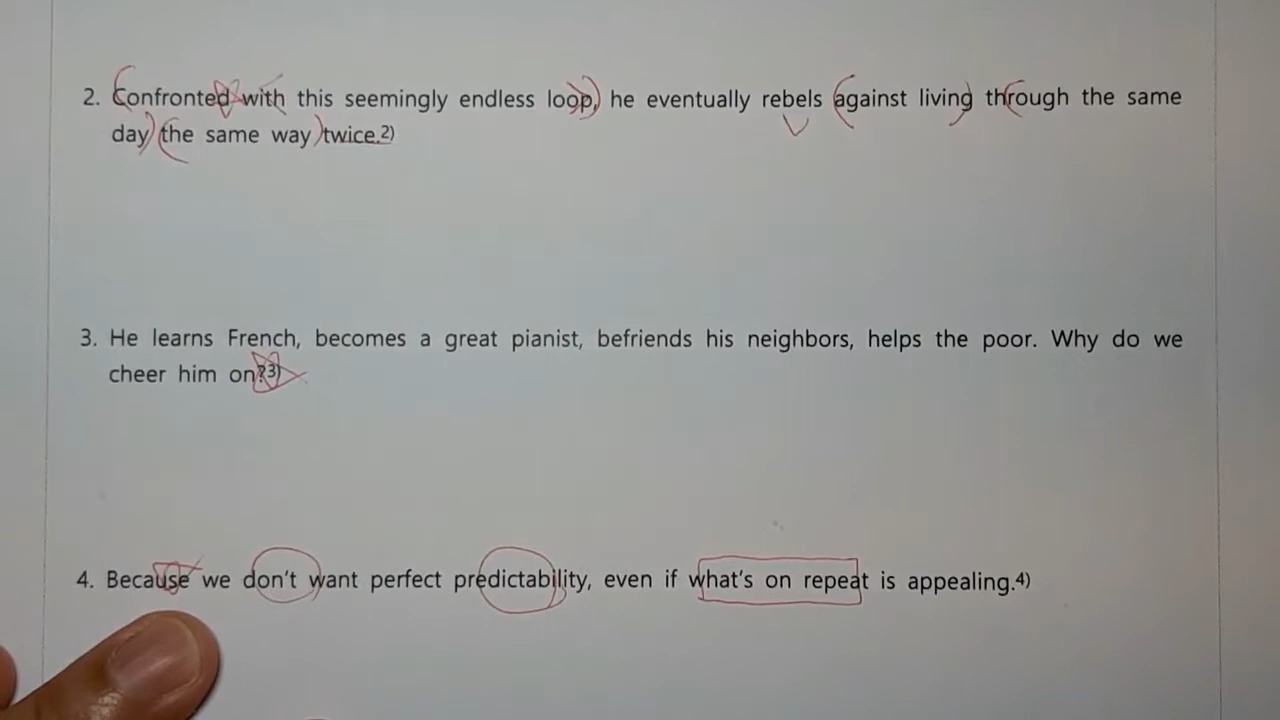 2. Confronted with this seemingly endless loop, he eventually rebels against living through the same
day the same way twice.2)
3. He learns French, becomes a great pianist, befriends his neighbors, helps the poor. Why do we
cheer him on?3)
4. Because we don't want perfect predictability, even if what's on repeat is appealing.4)